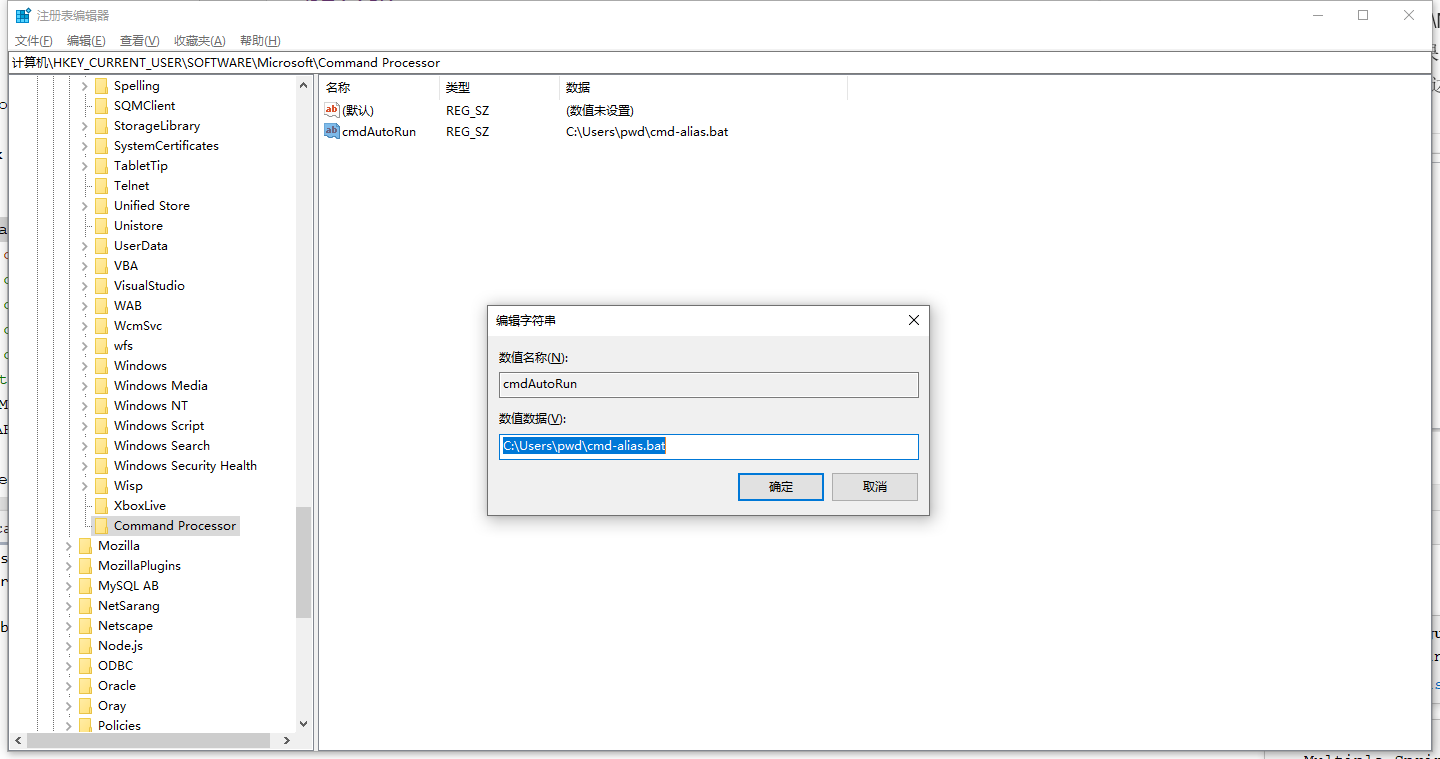 注册表编辑器
文件(F) 编辑(E) 查看(V) 收藏夹(A) 帮助(H)
计算机\HKEY_CURRENT_USER\SOFTWARE\Microsoft\Command Processor
Spelling
SQMClient
StorageLibrary
SystemCertificates
TabletTip
Telnet
Unified Store
Unistore
UserData
VBA
VisualStudio
WAB
WcmSvc
wfs
Windows
Windows Media
Windows NT
Windows Script
Windows Search
Windows Security Health
Wisp
XboxLive
Command Processor
Mozilla
MozillaPlugins
MySQL AB
NetSarang
Netscape
Node.js
ODBC
Oracle
Oray
Policies
名称 类型 数据
(默认) REG_SZ (数值未设置)
cmdAutoRun REG_SZ C:\Users\pwd\cmd-alias.bat
编辑字符串
数值名称(N):
cmdAutoRun
数值数据(V):
C:\Users\pwd\cmd-alias.bat
确定 取消